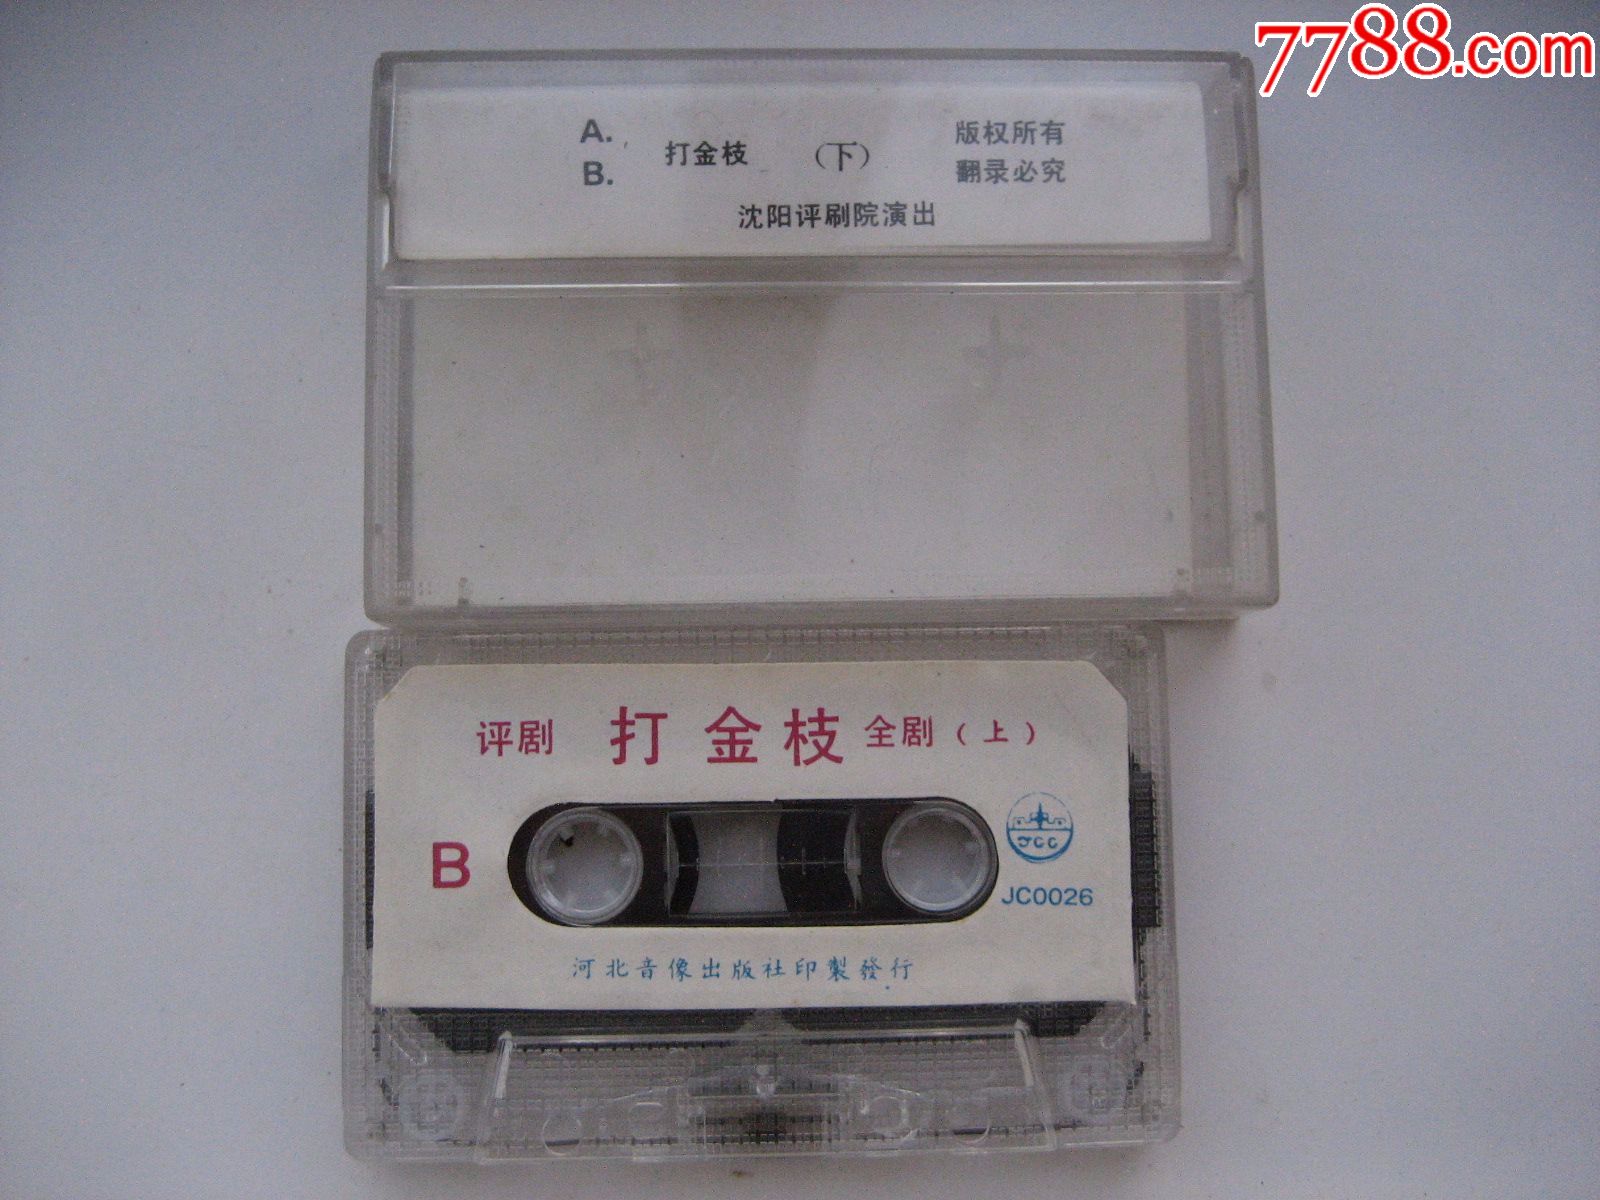 7788.com
A.
B.
打金枝 (下)
版权所有
翻录必究
沈阳评刷院演出
评剧 打金枝 全剧(上)
B
JCC
JC0026
河北音像出版社印製發行